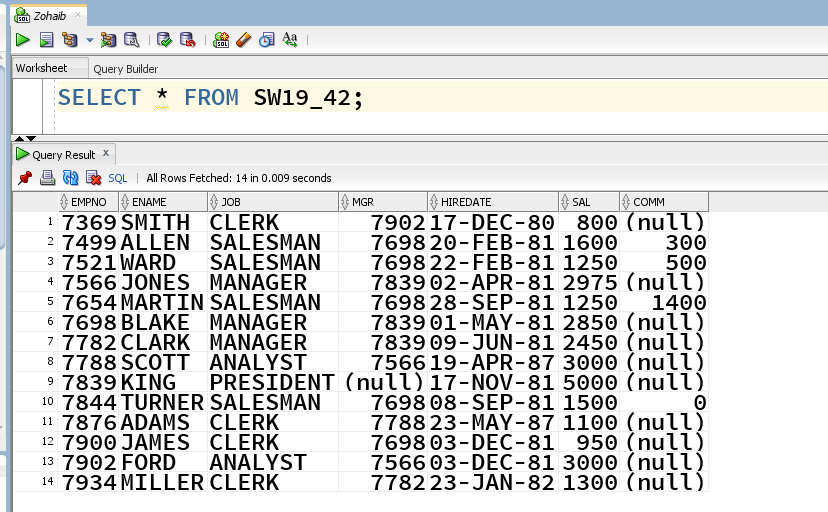 Zohaib
Worksheet Query Builder
SELECT * FROM SW19_42;
Query Result
SQL All Rows Fetched: 14 in 0.009 seconds
EMPNO ENAME JOB MGR HIREDATE SAL COMM
1 7369 SMITH CLERK 7902 17-DEC-80 800 (null)
2 7499 ALLEN SALESMAN 7698 20-FEB-81 1600 300
3 7521 WARD SALESMAN 7698 22-FEB-81 1250 500
4 7566 JONES MANAGER 7839 02-APR-81 2975 (null)
5 7654 MARTIN SALESMAN 7698 28-SEP-81 1250 1400
6 7698 BLAKE MANAGER 7839 01-MAY-81 2850 (null)
7 7782 CLARK MANAGER 7839 09-JUN-81 2450 (null)
8 7788 SCOTT ANALYST 7566 19-APR-87 3000 (null)
9 7839 KING PRESIDENT (null) 17-NOV-81 5000 (null)
10 7844 TURNER SALESMAN 7698 08-SEP-81 1500 0
11 7876 ADAMS CLERK 7788 23-MAY-87 1100 (null)
12 7900 JAMES CLERK 7698 03-DEC-81 950 (null)
13 7902 FORD ANALYST 7566 03-DEC-81 3000 (null)
14 7934 MILLER CLERK 7782 23-JAN-82 1300 (null)